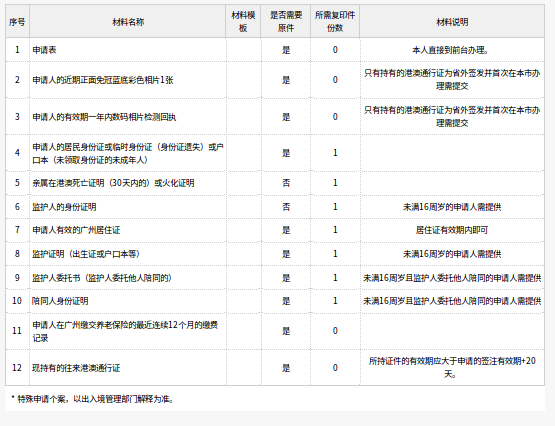 序号 材料名称 材料模板 是否需要原件 所需复印件份数 材料说明
1 申请表 是 0 本人直接到前台办理。
2 申请人的近期正面免冠蓝底彩色相片1张 是 0 只有持有的港澳通行证为省外签发并首次在本市办理需提交
3 申请人的有效期一年内数码相片检测回执 是 0 只有持有的港澳通行证为省外签发并首次在本市办理需提交
4 申请人的居民身份证或临时身份证（身份证遗失）或户口本（未领取身份证的未成年人） 是 1
5 亲属在港澳死亡证明（30天内的）或火化证明 否 1
6 监护人的身份证明 否 1 未满16周岁的申请人需提供
7 申请人有效的广州居住证 是 1 居住证有效期内即可
8 监护证明（出生证或户口本等） 是 1 未满16周岁的申请人需提供
9 监护人委托书（监护人委托他人陪同的） 是 1 未满16周岁且监护人委托他人陪同的申请人需提供
10 陪同人身份证明 是 1 未满16周岁且监护人委托他人陪同的申请人需提供
11 申请人在广州缴交养老保险的最近连续12个月的缴费记录 是 0
12 现持有的往来港澳通行证 是 0 所持证件的有效期应大于申请的签注有效期+20天。
* 特殊申请个案，以出入境管理部门解释为准。